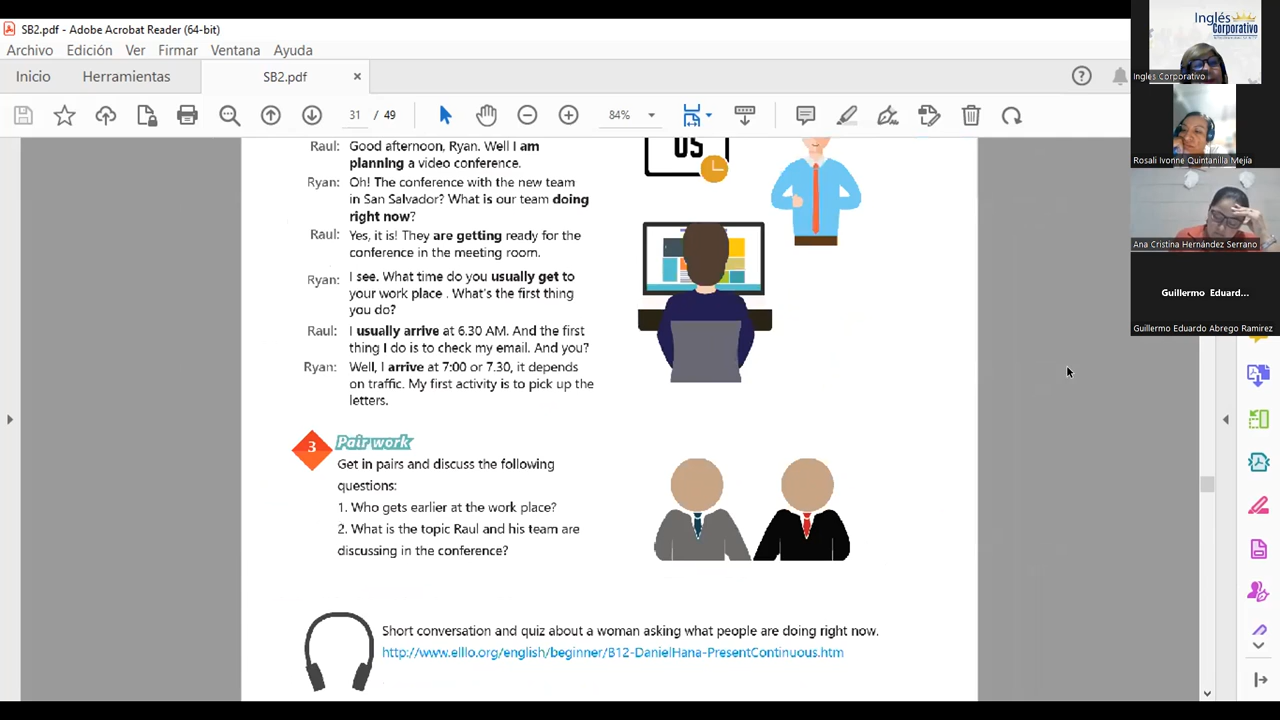 SB2.pdf - Adobe Acrobat Reader (64-bit)
Archivo Edición Ver Firmar Ventana Ayuda
Inicio Herramientas SB2.pdf
31 / 49 84%
Raul: Good afternoon, Ryan. Well I am
planning a video conference.
Ryan: Oh! The conference with the new team
in San Salvador? What is our team doing
right now?
Raul: Yes, it is! They are getting ready for the
conference in the meeting room.
Ryan: I see. What time do you usually get to
your work place . What's the first thing
you do?
Raul: I usually arrive at 6.30 AM. And the first
thing I do is to check my email. And you?
Ryan: Well, I arrive at 7:00 or 7.30, it depends
on traffic. My first activity is to pick up the
letters.
US
3 Pair work
Get in pairs and discuss the following
questions:
1. Who gets earlier at the work place?
2. What is the topic Raul and his team are
discussing in the conference?
Short conversation and quiz about a woman asking what people are doing right now.
http://www.elllo.org/english/beginner/B12-DanielHana-PresentContinuous.htm
Inglés
Corporativo
Ingles Corporativo
Rosali Ivonne Quintanilla Mejía
Ana Cristina Hernández Serrano
Guillermo Eduard...
Guillermo Eduardo Abrego Ramirez